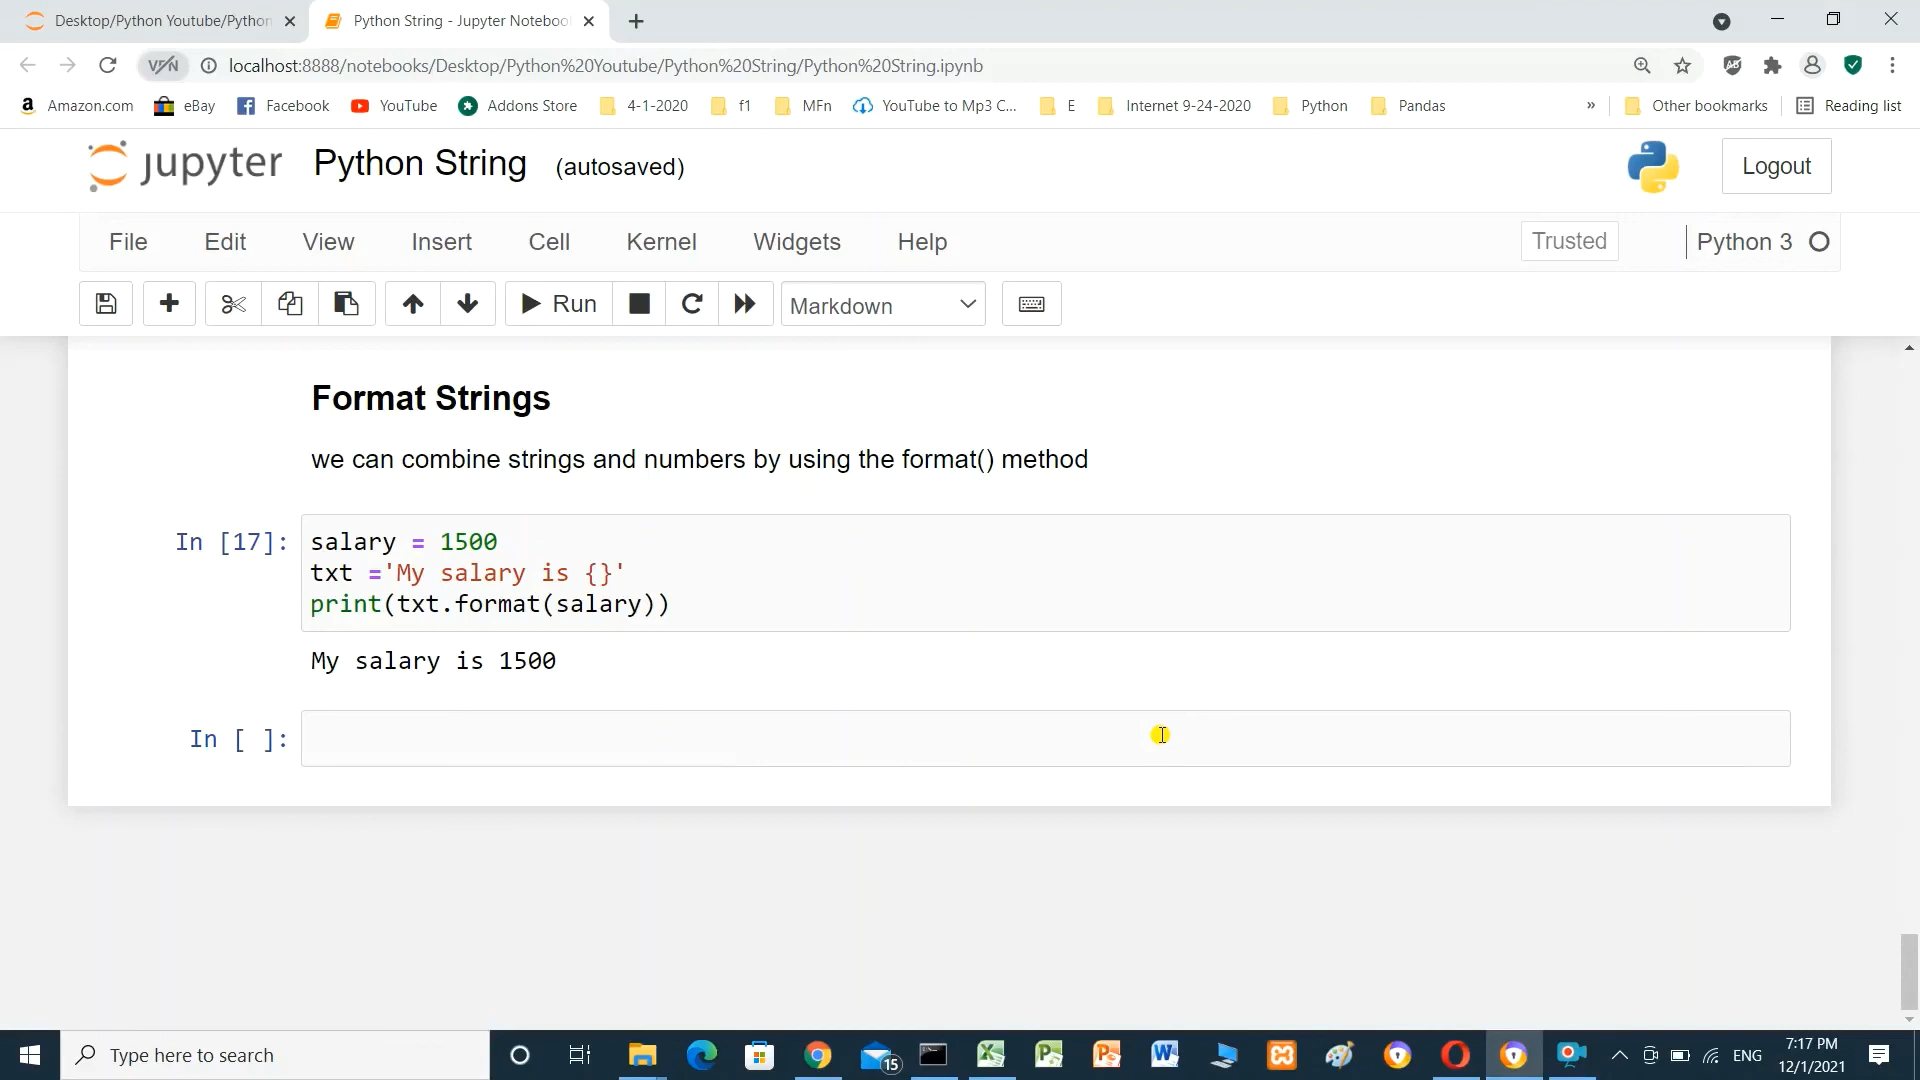 Desktop/Python Youtube/Python
Python String - Jupyter Noteboo
VPN
localhost:8888/notebooks/Desktop/Python%20Youtube/Python%20String/Python%20String.ipynb
Amazon.com eBay Facebook YouTube Addons Store 4-1-2020 f1 MFn YouTube to Mp3 C... E Internet 9-24-2020 Python Pandas » Other bookmarks Reading list
jupyter Python String (autosaved) Logout
File Edit View Insert Cell Kernel Widgets Help Trusted Python 3
Run Markdown
Format Strings
we can combine strings and numbers by using the format() method
In [17]: salary = 1500
txt ='My salary is {}'
print(txt.format(salary))
My salary is 1500
In [ ]:
Type here to search
15
ENG
7:17 PM
12/1/2021